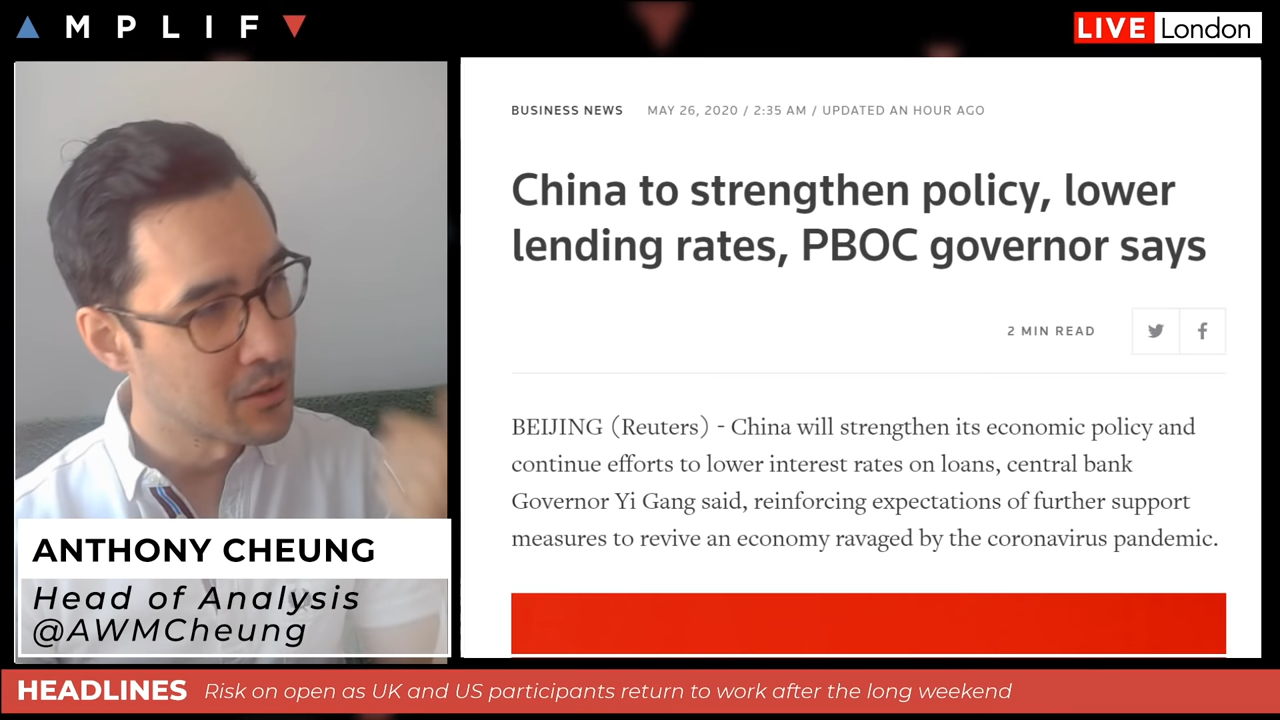 AMPLIFY
LIVE London
BUSINESS NEWS MAY 26, 2020 / 2:35 AM / UPDATED AN HOUR AGO
China to strengthen policy, lower
lending rates, PBOC governor says
2 MIN READ
BEIJING (Reuters) - China will strengthen its economic policy and
continue efforts to lower interest rates on loans, central bank
Governor Yi Gang said, reinforcing expectations of further support
measures to revive an economy ravaged by the coronavirus pandemic.
ANTHONY CHEUNG
Head of Analysis
@AWMCheung
HEADLINES Risk on open as UK and US participants return to work after the long weekend